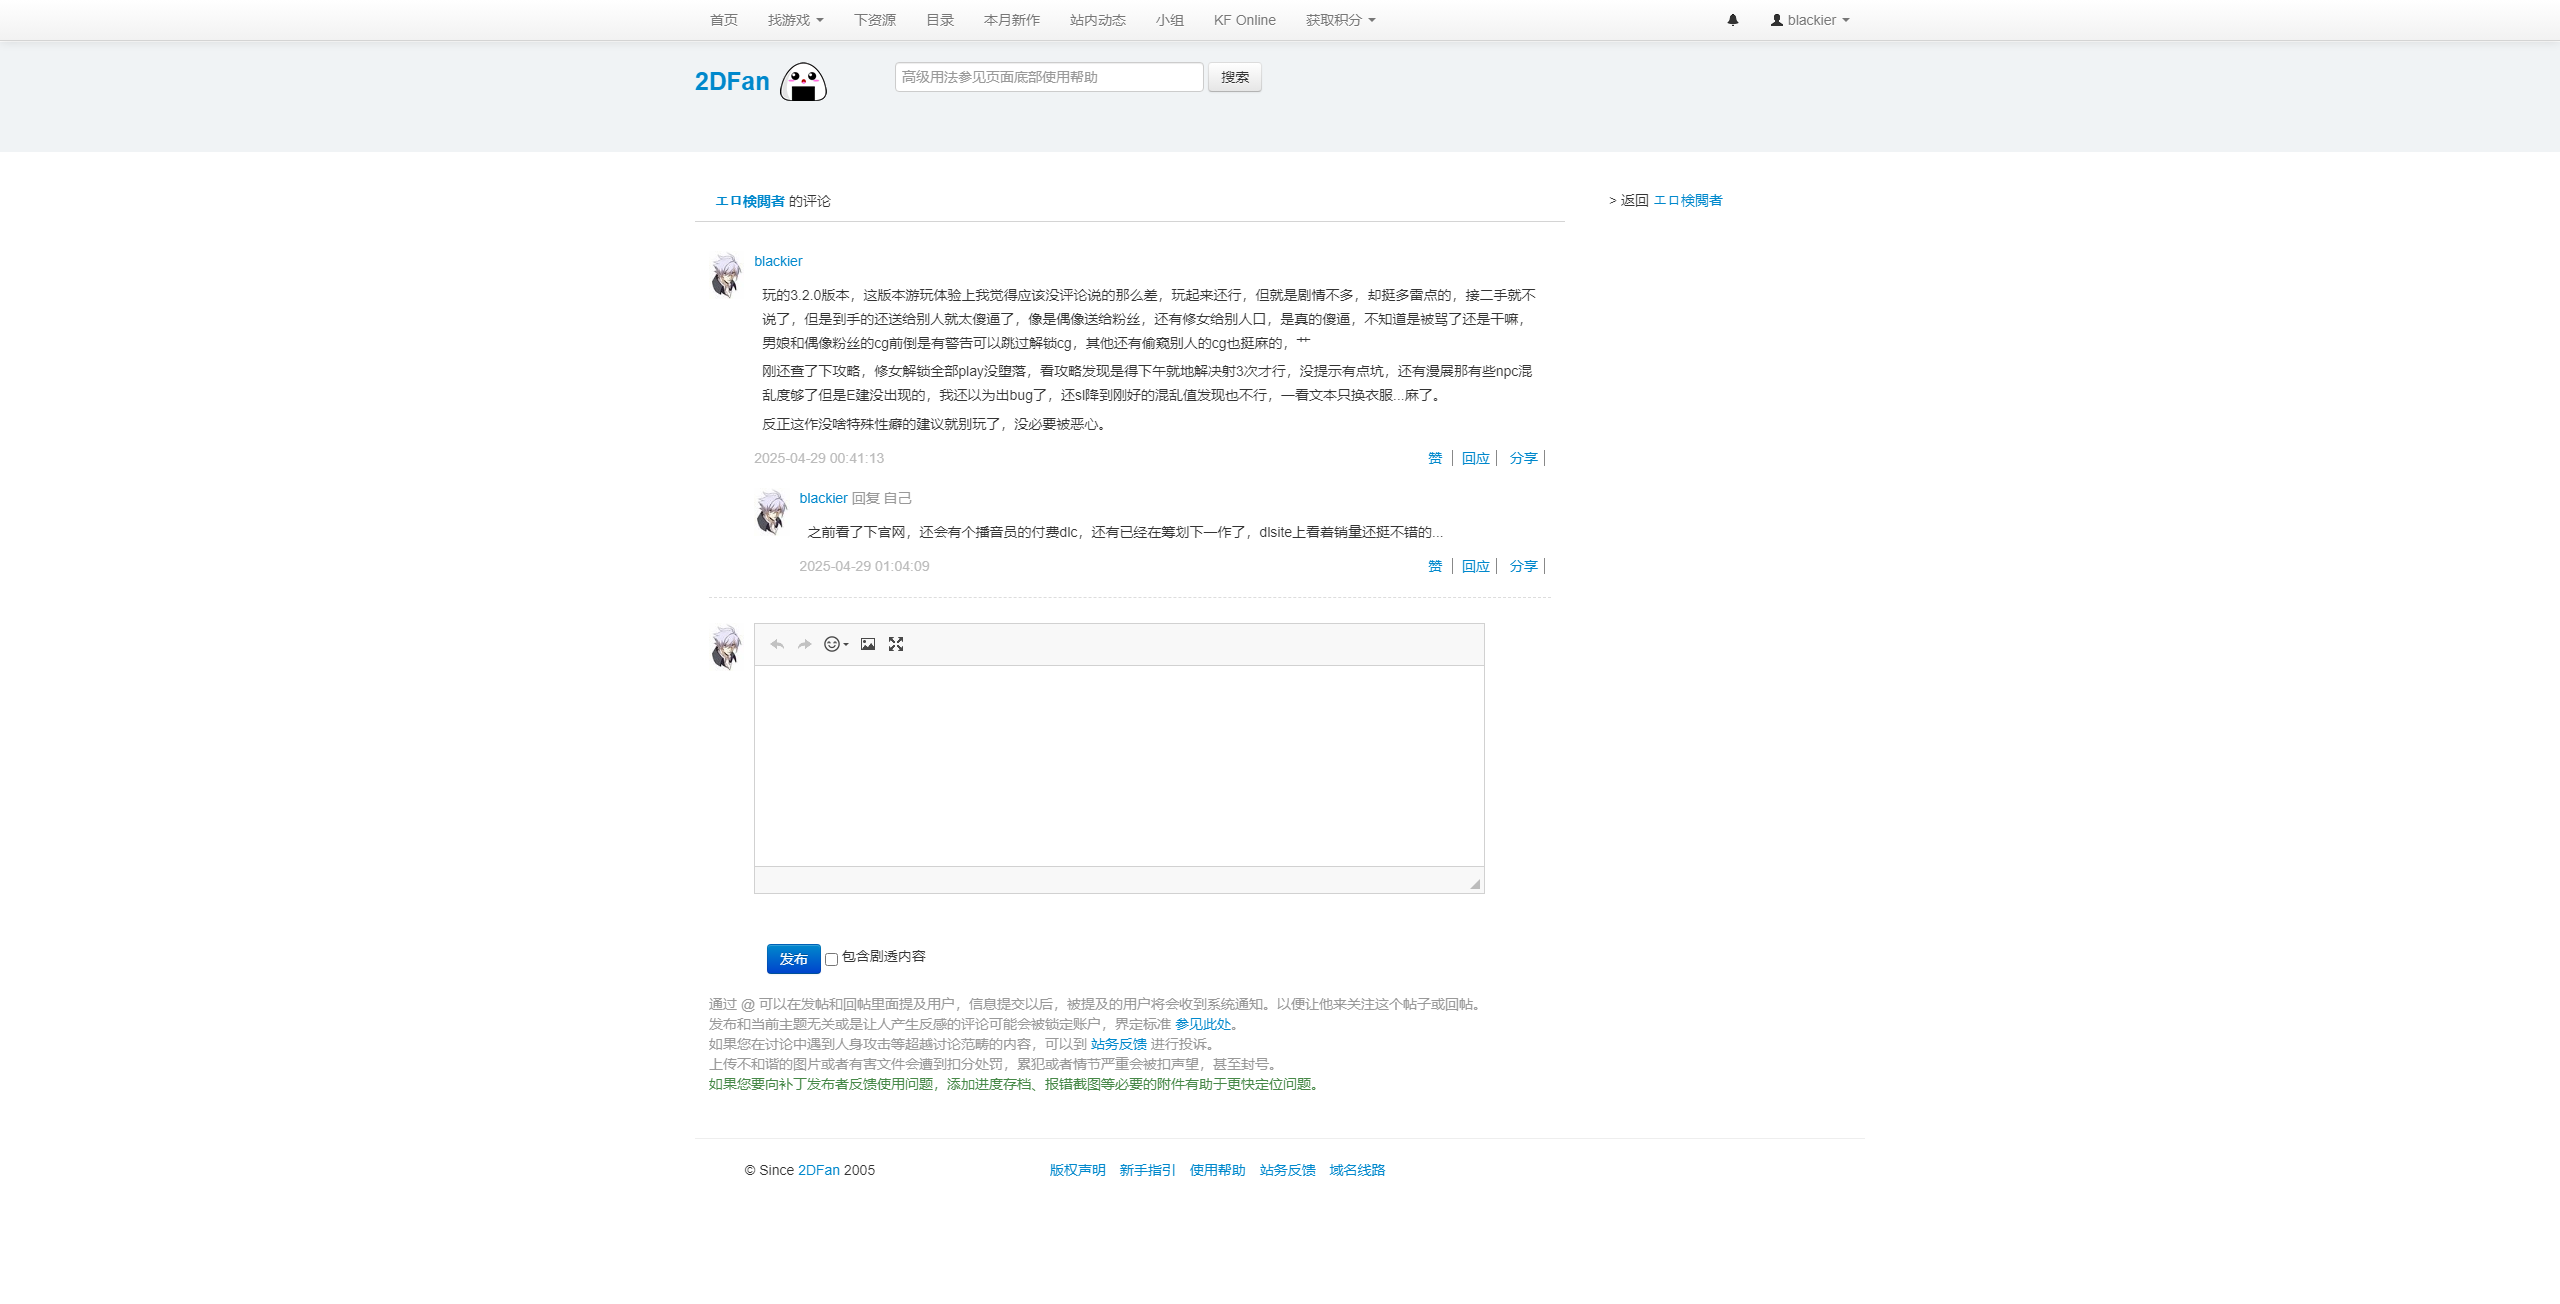 首页 找游戏 下资源 目录 本月新作 站内动态 小组 KF Online 获取积分 blackier
2DFan 高级用法参见页面底部使用帮助 搜索
エロ検閲者 的评论
> 返回 エロ検閲者
blackier
玩的3.2.0版本，这版本游玩体验上我觉得应该没评论说的那么差，玩起来还行，但就是剧情不多，却挺多雷点的，接二手就不
说了，但是到手的还送给别人就太傻逼了，像是偶像送给粉丝，还有修女给别人口，是真的傻逼，不知道是被骂了还是干嘛，
男娘和偶像粉丝的cg前倒是有警告可以跳过解锁cg，其他还有偷窥别人的cg也挺麻的，艹
刚还查了下攻略，修女解锁全部play没堕落，看攻略发现是得下午就地解决射3次才行，没提示有点坑，还有漫展那有些npc混
乱度够了但是E建没出现的，我还以为出bug了，还sl降到刚好的混乱值发现也不行，一看文本只换衣服...麻了。
反正这作没啥特殊性癖的建议就别玩了，没必要被恶心。
2025-04-29 00:41:13 赞 回应 分享
blackier 回复 自己
之前看了下官网，还会有个播音员的付费dlc，还有已经在筹划下一作了，dlsite上看着销量还挺不错的...
2025-04-29 01:04:09 赞 回应 分享
发布 包含剧透内容
通过 @ 可以在发帖和回帖里面提及用户，信息提交以后，被提及的用户将会收到系统通知。以便让他来关注这个帖子或回帖。
发布和当前主题无关或是让人产生反感的评论可能会被锁定账户，界定标准 参见此处。
如果您在讨论中遇到人身攻击等超越讨论范畴的内容，可以到 站务反馈 进行投诉。
上传不和谐的图片或者有害文件会遭到扣分处罚，累犯或者情节严重会被扣声望，甚至封号。
如果您要向补丁发布者反馈使用问题，添加进度存档、报错截图等必要的附件有助于更快定位问题。
© Since 2DFan 2005 版权声明 新手指引 使用帮助 站务反馈 域名线路